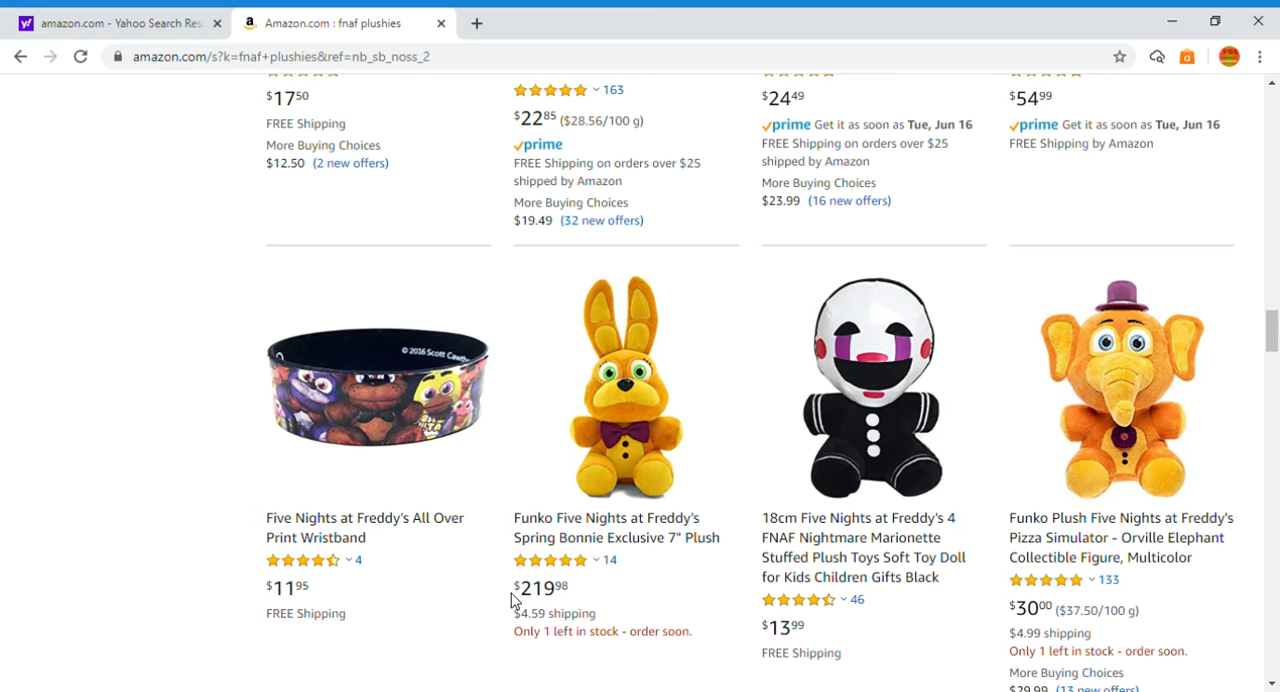 amazon.com - Yahoo Search Res
Amazon.com : fnaf plushies
amazon.com/s?k=fnaf+plushies&ref=nb_sb_noss_2
$17.50
FREE Shipping
More Buying Choices
$12.50 (2 new offers)
163
$22.85 ($28.56/100 g)
prime
FREE Shipping on orders over $25
shipped by Amazon
More Buying Choices
$19.49 (32 new offers)
$24.49
prime Get it as soon as Tue, Jun 16
FREE Shipping on orders over $25
shipped by Amazon
More Buying Choices
$23.99 (16 new offers)
$54.99
prime Get it as soon as Tue, Jun 16
FREE Shipping by Amazon
© 2016 Scott Cawth
Five Nights at Freddy's All Over
Print Wristband
4
$11.95
FREE Shipping
Funko Five Nights at Freddy's
Spring Bonnie Exclusive 7" Plush
14
$219.98
$4.59 shipping
Only 1 left in stock - order soon.
18cm Five Nights at Freddy's 4
FNAF Nightmare Marionette
Stuffed Plush Toys Soft Toy Doll
for Kids Children Gifts Black
46
$13.99
FREE Shipping
Funko Plush Five Nights at Freddy's
Pizza Simulator - Orville Elephant
Collectible Figure, Multicolor
133
$30.00 ($37.50/100 g)
$4.99 shipping
Only 1 left in stock - order soon.
More Buying Choices
$29.99 (13 new offers)